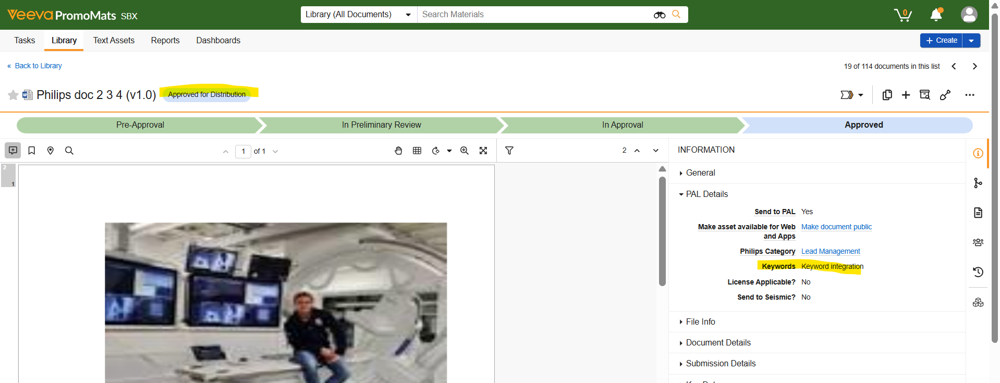 Veeva PromoMats SBX
Library (All Documents)
Search Materials
0
Tasks
Library
Text Assets
Reports
Dashboards
+ Create
« Back to Library
19 of 114 documents in this list
Philips doc 2 3 4 (v1.0)
Approved for Distribution
Pre-Approval
In Preliminary Review
In Approval
Approved
1 of 1
2
INFORMATION
2
1
General
PAL Details
Send to PAL Yes
Make asset available for Web Make document public
and Apps
Philips Category Lead Management
Keywords Keyword integration
License Applicable? No
Send to Seismic? No
File Info
Document Details
Submission Details